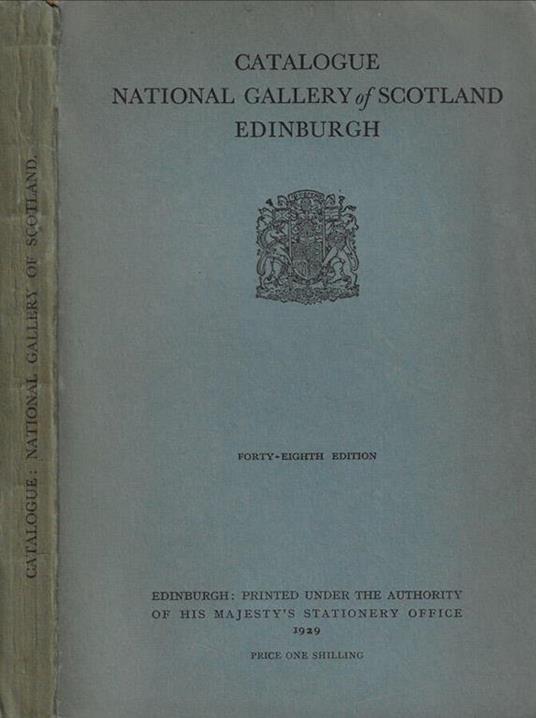 CATALOGUE: NATIONAL GALLERY OF SCOTLAND.
CATALOGUE
NATIONAL GALLERY of SCOTLAND
EDINBURGH
FORTY-EIGHTH EDITION
EDINBURGH: PRINTED UNDER THE AUTHORITY
OF HIS MAJESTY'S STATIONERY OFFICE
1929
PRICE ONE SHILLING